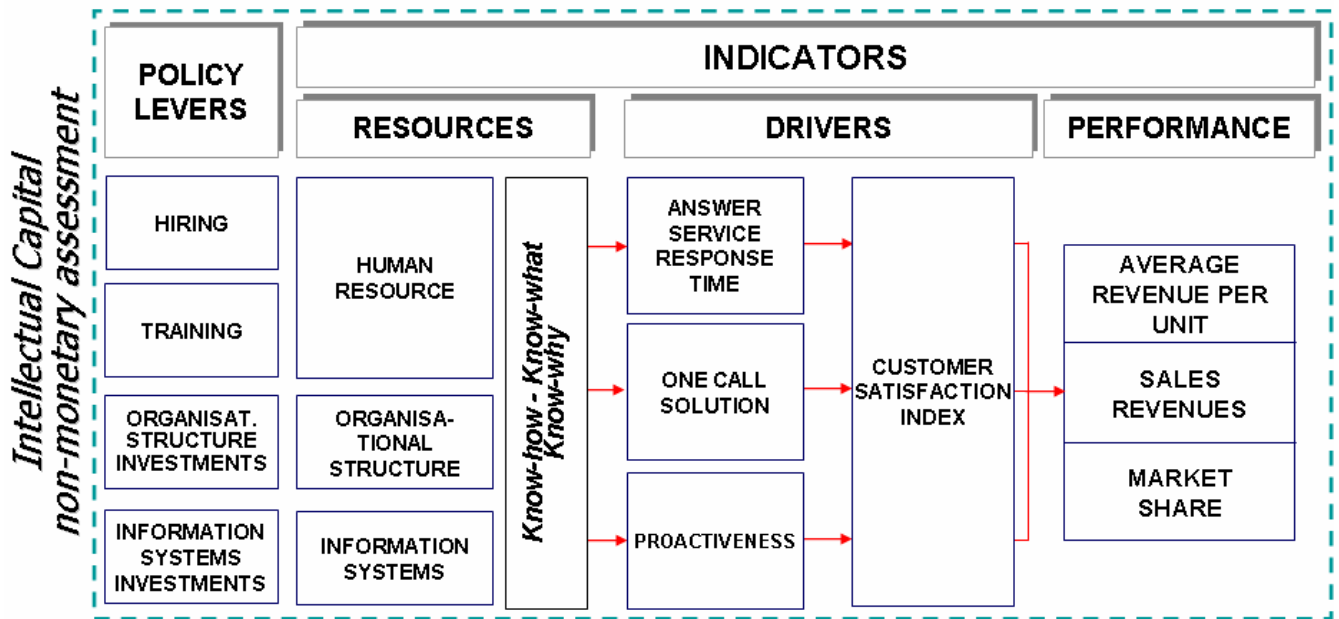 Intellectual Capital
non-monetary assessment
POLICY
LEVERS
INDICATORS
RESOURCES
DRIVERS
PERFORMANCE
HIRING
TRAINING
ORGANISAT.
STRUCTURE
INVESTMENTS
INFORMATION
SYSTEMS
INVESTMENTS
HUMAN
RESOURCE
ORGANISA-
TIONAL
STRUCTURE
INFORMATION
SYSTEMS
Know-how - Know-what
Know-why
ANSWER
SERVICE
RESPONSE
TIME
ONE CALL
SOLUTION
PROACTIVENESS
CUSTOMER
SATISFACTION
INDEX
AVERAGE
REVENUE PER
UNIT
SALES
REVENUES
MARKET
SHARE